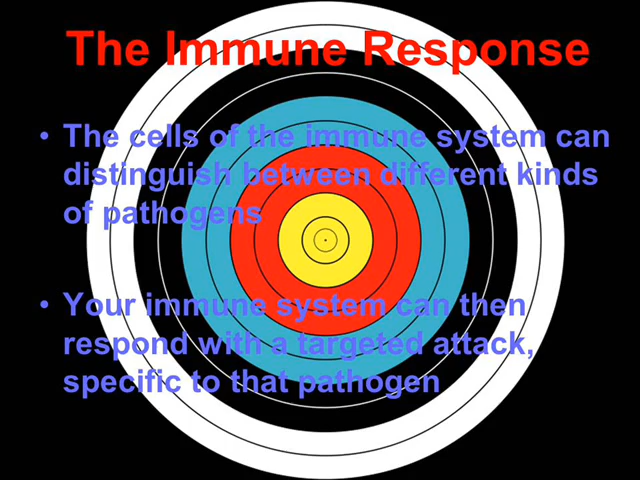 The Immune Response
• The cells of the immune system can
distinguish between different kinds
of pathogens
• Your immune system can then
respond with a targeted attack,
specific to that pathogen